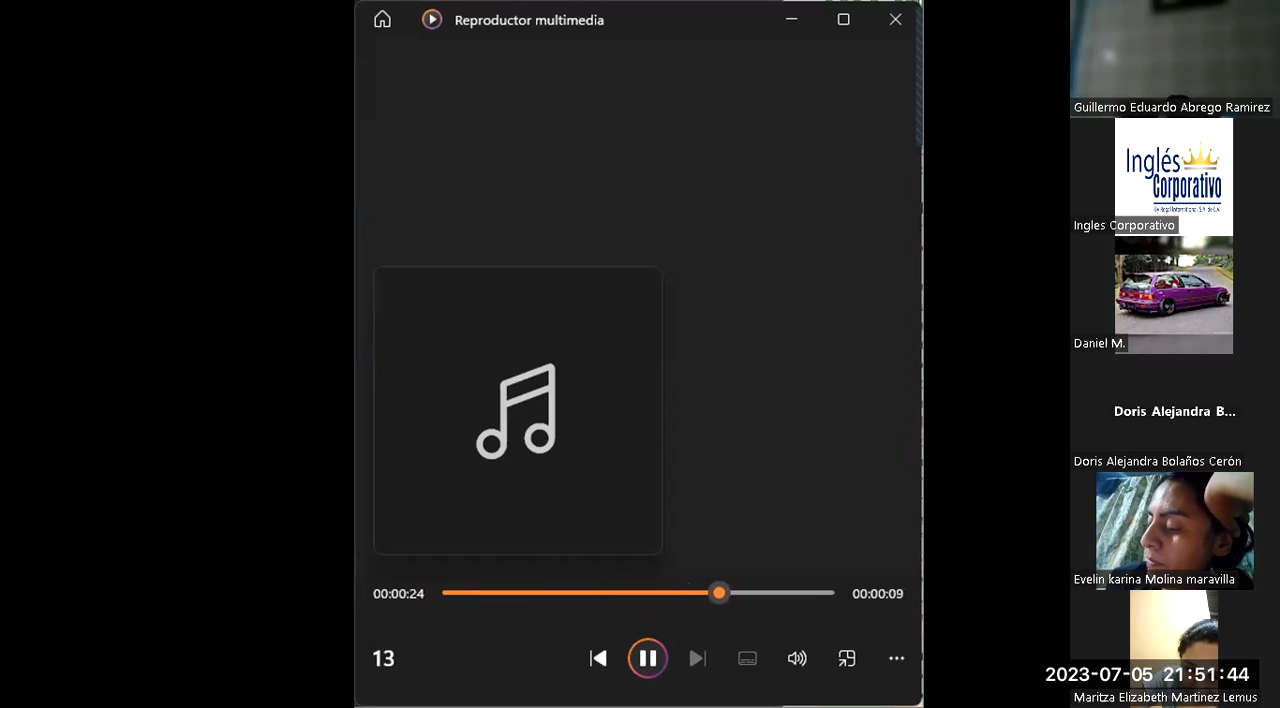 Reproductor multimedia
00:00:24
00:00:09
13
Guillermo Eduardo Abrego Ramirez
Inglés
Corporativo
Ingles Corporativo
Daniel M.
Doris Alejandra B...
Doris Alejandra Bolaños Cerón
Evelin karina Molina maravilla
2023-07-05 21:51:44
Maritza Elizabeth Martinez Lemus